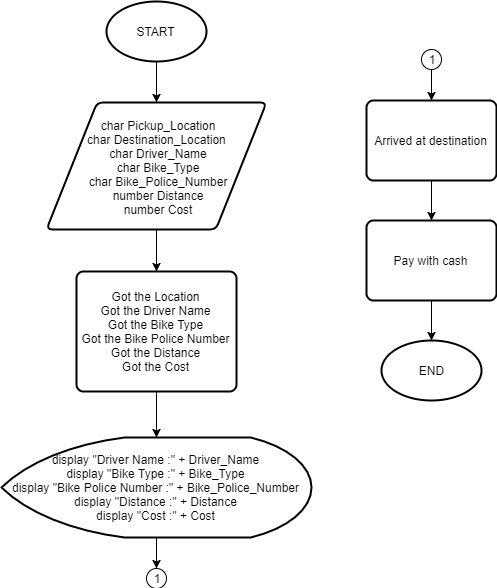 START
char Pickup_Location
char Destination_Location
char Driver_Name
char Bike_Type
char Bike_Police_Number
number Distance
number Cost
Got the Location
Got the Driver Name
Got the Bike Type
Got the Bike Police Number
Got the Distance
Got the Cost
display "Driver Name :" + Driver_Name
display "Bike Type :" + Bike_Type
display "Bike Police Number :" + Bike_Police_Number
display "Distance :" + Distance
display "Cost :" + Cost
1
1
Arrived at destination
Pay with cash
END